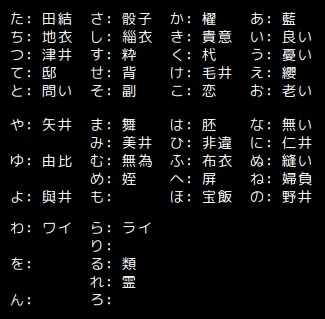 た: 田結 さ: 骰子 か: 櫂 あ: 藍
ち: 地衣 し: 緇衣 き: 貴意 い: 良い
つ: 津井 す: 粋 く: 杙 う: 憂い
て: 邸 せ: 背 け: 毛井 え: 纓
と: 問い そ: 副 こ: 恋 お: 老い
や: 矢井 ま: 舞 は: 胚 な: 無い
み: 美井 ひ: 非違 に: 仁井
ゆ: 由比 む: 無為 ふ: 布衣 ぬ: 縫い
め: 姪 へ: 屏 ね: 婦負
よ: 與井 も: ほ: 宝飯 の: 野井
わ: ワイ ら: ライ
り:
を: る: 類
れ: 霊
ん: ろ: